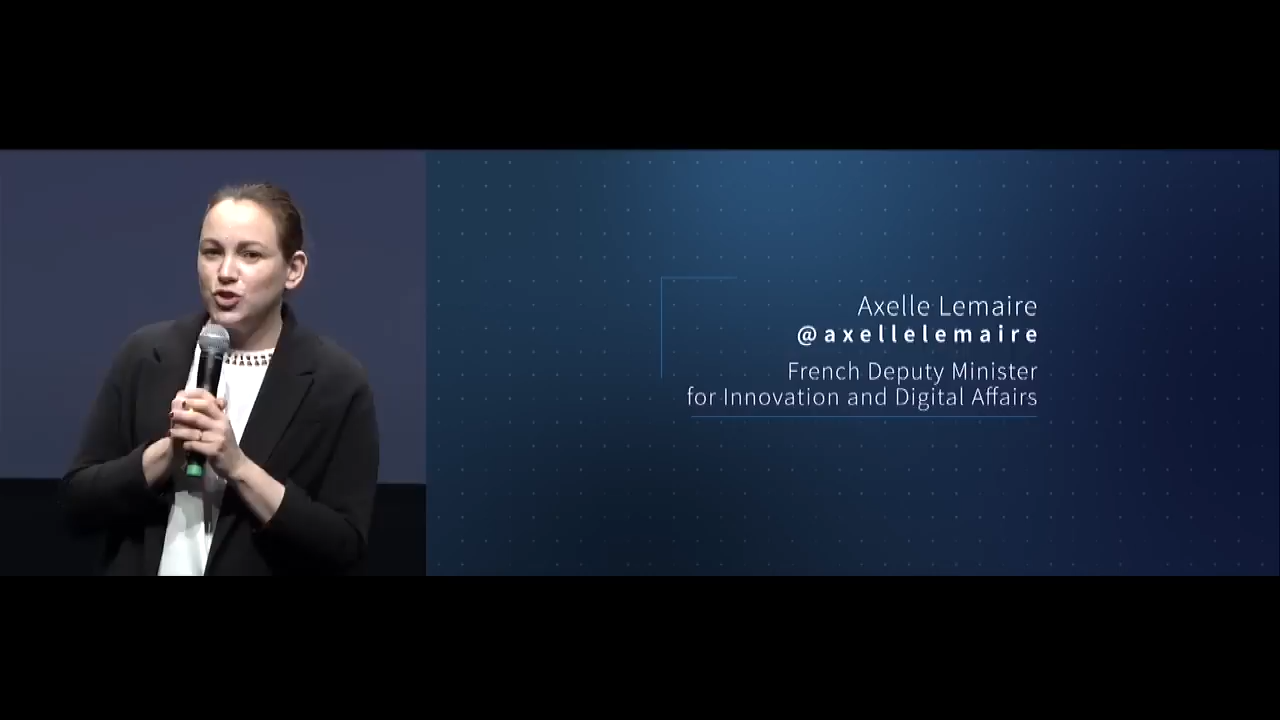 Axelle Lemaire
@axellelemaire
French Deputy Minister
for Innovation and Digital Affairs